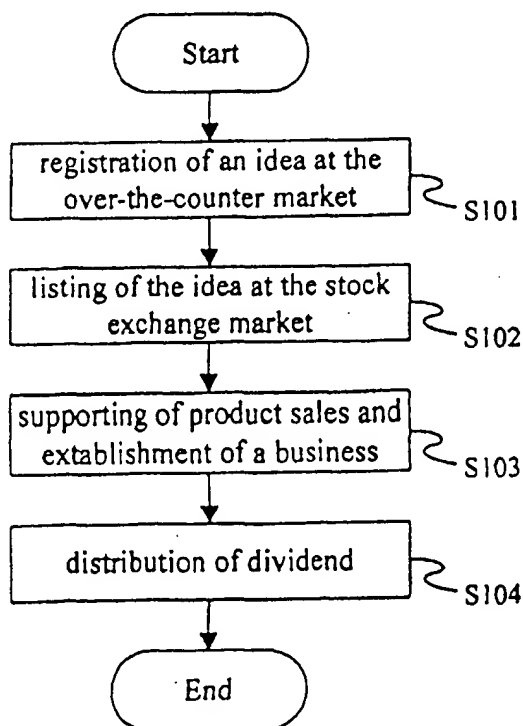 Start
registration of an idea at the
over-the-counter market
S101
listing of the idea at the stock
exchange market
S102
supporting of product sales and
extablishment of a business
S103
distribution of dividend
S104
End